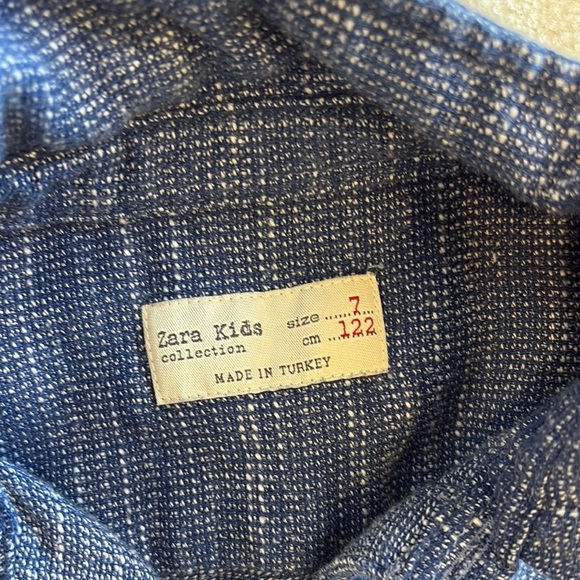 Zara Kids
collection
size ........ 7
cm ........ 122
MADE IN TURKEY